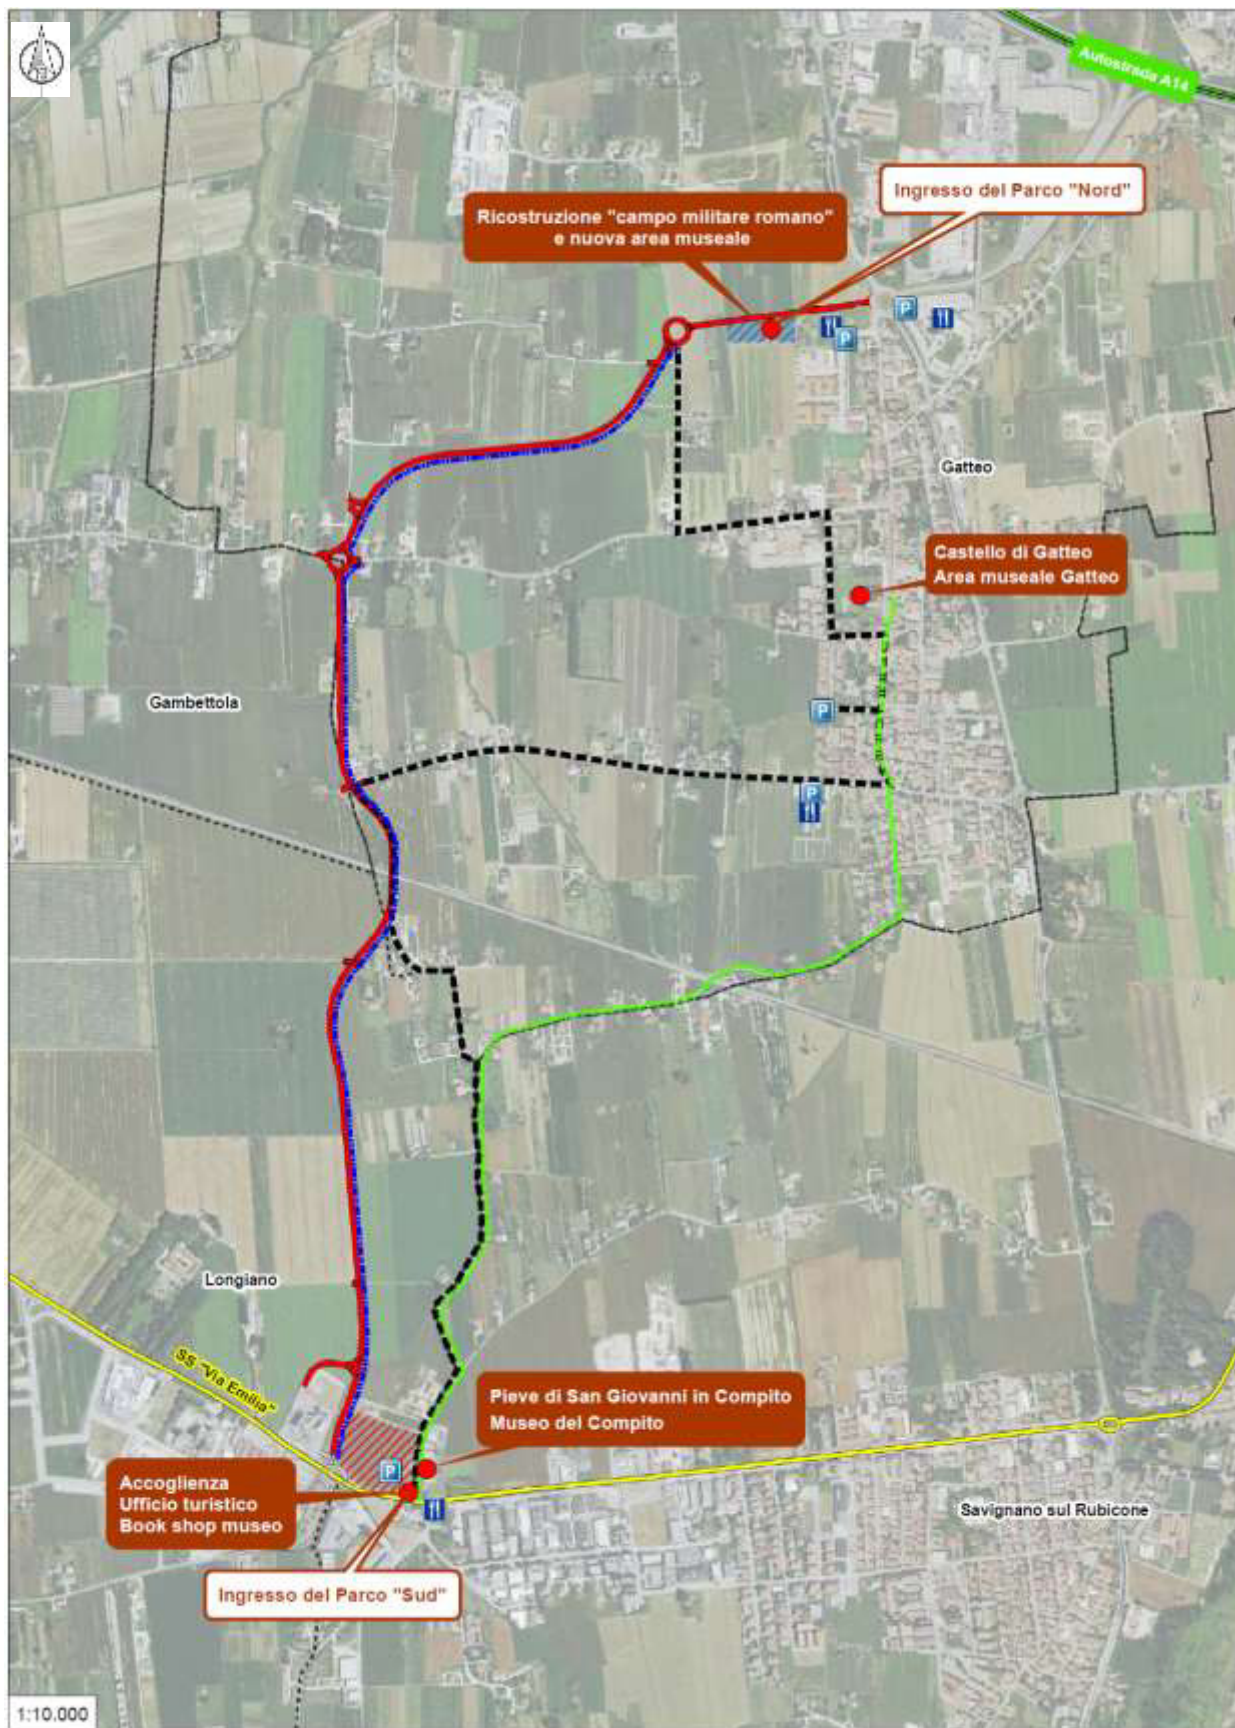 Autostrada A14
Ingresso del Parco "Nord"
Ricostruzione "campo militare romano"
e nuova area museale
P
P
Gatteo
Castello di Gatteo
Area museale Gatteo
Gambettola
P
P
Longiano
SS "Via Emilia"
Pieve di San Giovanni in Compito
Museo del Compito
P
Accoglienza
Ufficio turistico
Book shop museo
Savignano sul Rubicone
Ingresso del Parco "Sud"
1:10.000